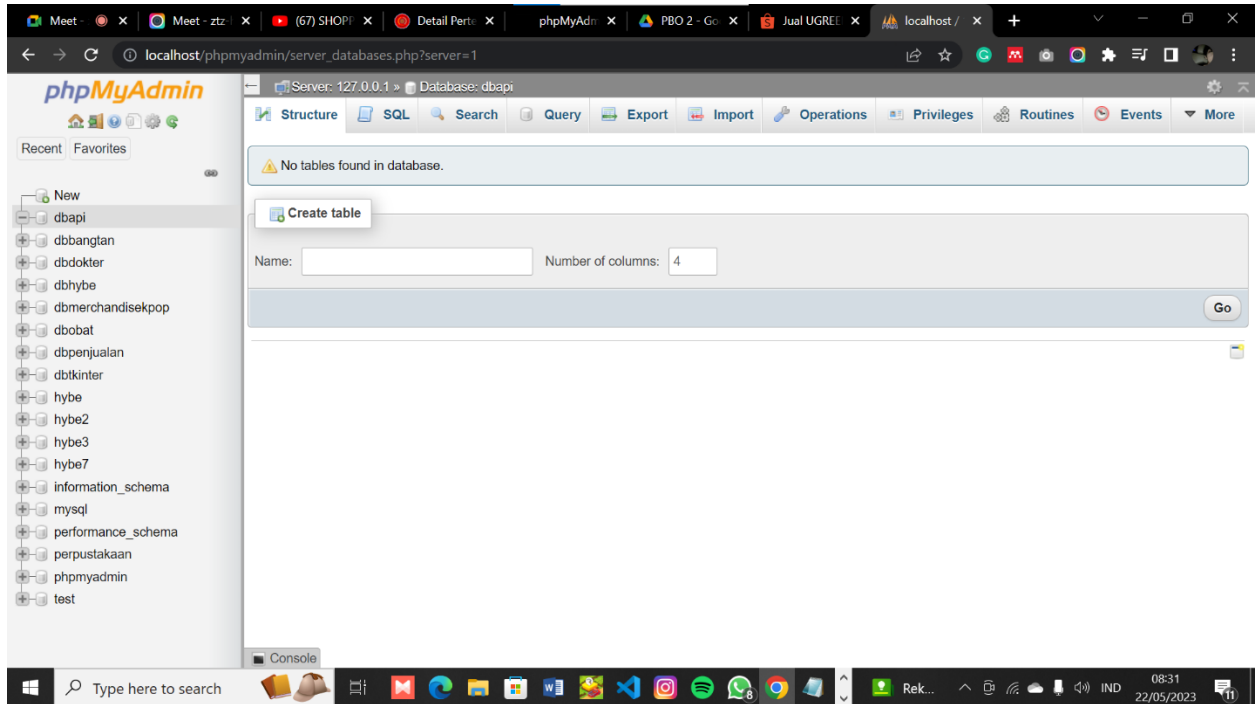 Meet - Meet - ztz- (67) SHOPP Detail Perte phpMyAdm PBO 2 - Go Jual UGREE localhost / 
localhost/phpmyadmin/server_databases.php?server=1
phpMyAdmin
Recent Favorites
New
dbapi
dbbangtan
dbdokter
dbhybe
dbmerchandisekpop
dbobat
dbpenjualan
dbtkinter
hybe
hybe2
hybe3
hybe7
information_schema
mysql
performance_schema
perpustakaan
phpmyadmin
test
Server: 127.0.0.1 » Database: dbapi
Structure SQL Search Query Export Import Operations Privileges Routines Events More
No tables found in database.
Create table
Name: Number of columns: 4
Go
Console
Type here to search
8
Rek... IND 08:31
22/05/2023
11